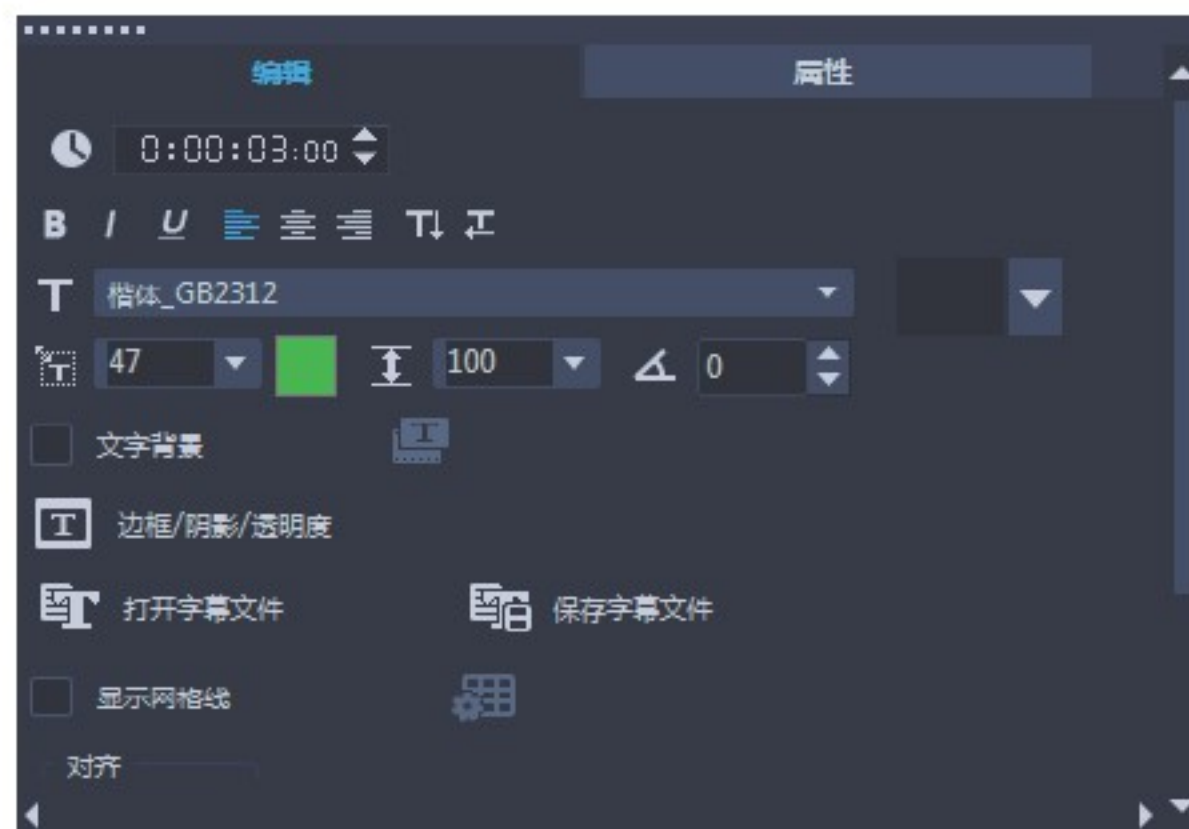 编辑 属性
0:00:03:00
B I U
楷体_GB2312
47 100 0
文字背景
边框/阴影/透明度
打开字幕文件 保存字幕文件
显示网格线
对齐